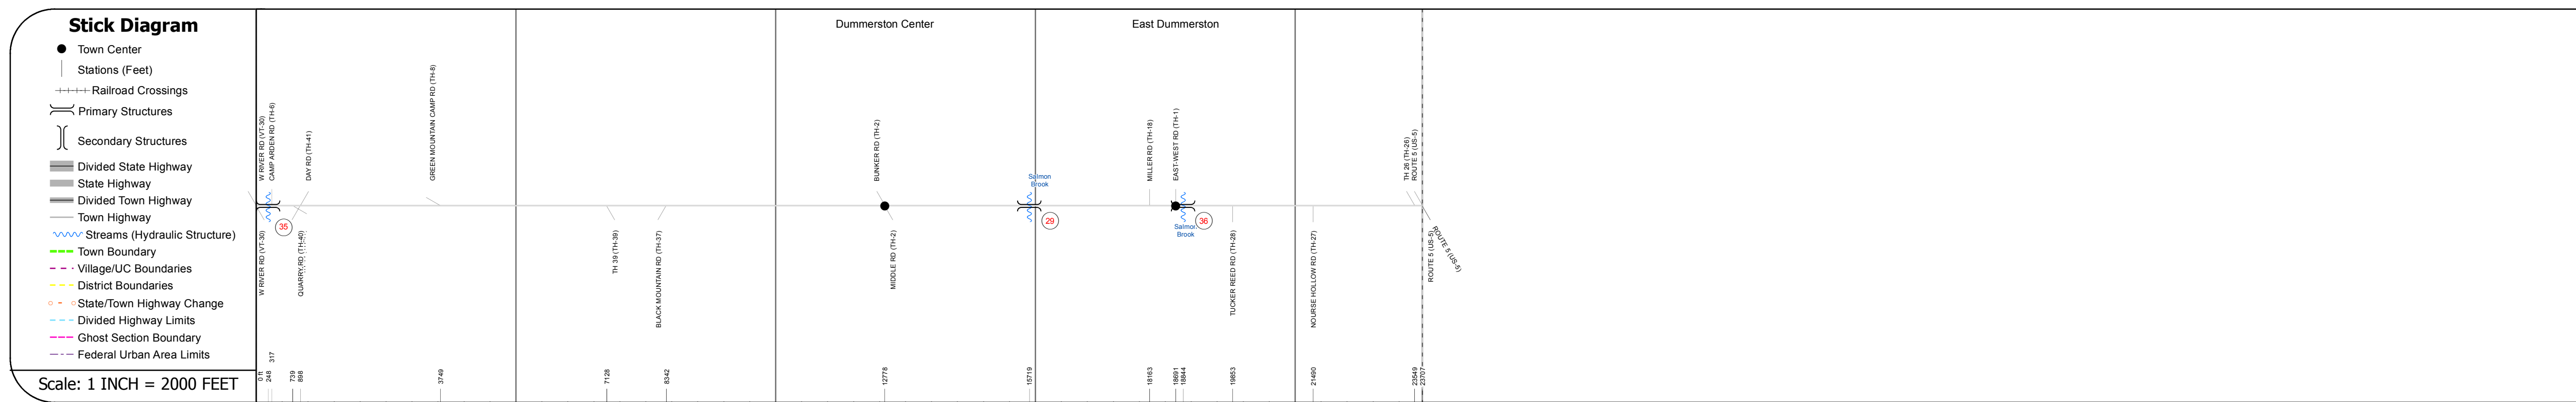 Stick Diagram
Town Center
Stations (Feet)
Railroad Crossings
Primary Structures
Secondary Structures
Divided State Highway
State Highway
Divided Town Highway
Town Highway
Streams (Hydraulic Structure)
Town Boundary
Village/UC Boundaries
District Boundaries
State/Town Highway Change
Divided Highway Limits
Ghost Section Boundary
Federal Urban Area Limits
Scale: 1 INCH = 2000 FEET
Dummerston Center
East Dummerston
W RIVER RD (VT-30)
CAMP ARDEN RD (TH-6)
DAY RD (TH-41)
GREEN MOUNTAIN CAMP RD (TH-8)
BUNKER RD (TH-2)
Salmon
Brook
MILLER RD (TH-18)
EAST-WEST RD (TH-1)
TH 26 (TH-26)
ROUTE 5 (US-5)
35
29
36
Salmon
Brook
W RIVER RD (VT-30)
QUARRY RD (TH-40)
TH 39 (TH-39)
BLACK MOUNTAIN RD (TH-37)
MIDDLE RD (TH-2)
TUCKER REED RD (TH-28)
NOURSE HOLLOW RD (TH-27)
ROUTE 5 (US-5)
ROUTE 5 (US-5)
0 ft
248
317
739
898
3749
7128
8342
12778
15719
18163
18691
18844
19853
21490
23549
23707